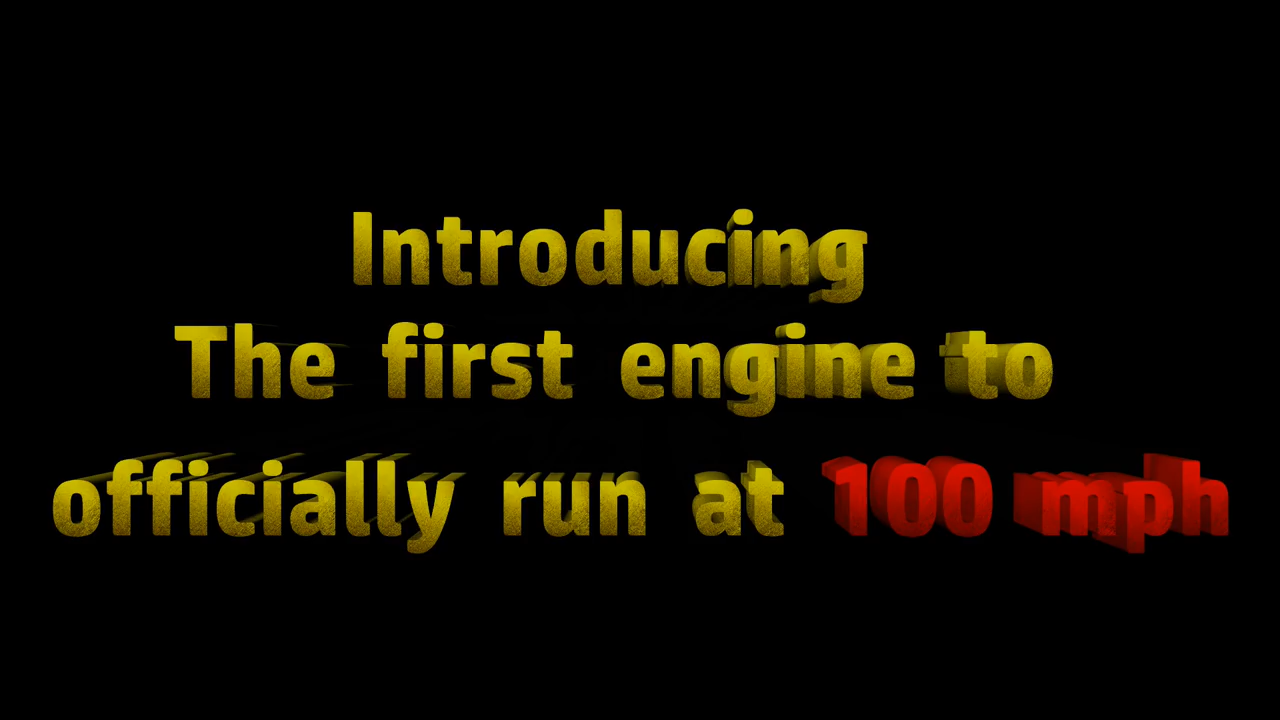 Introducing
The first engine to
officially run at 100 mph